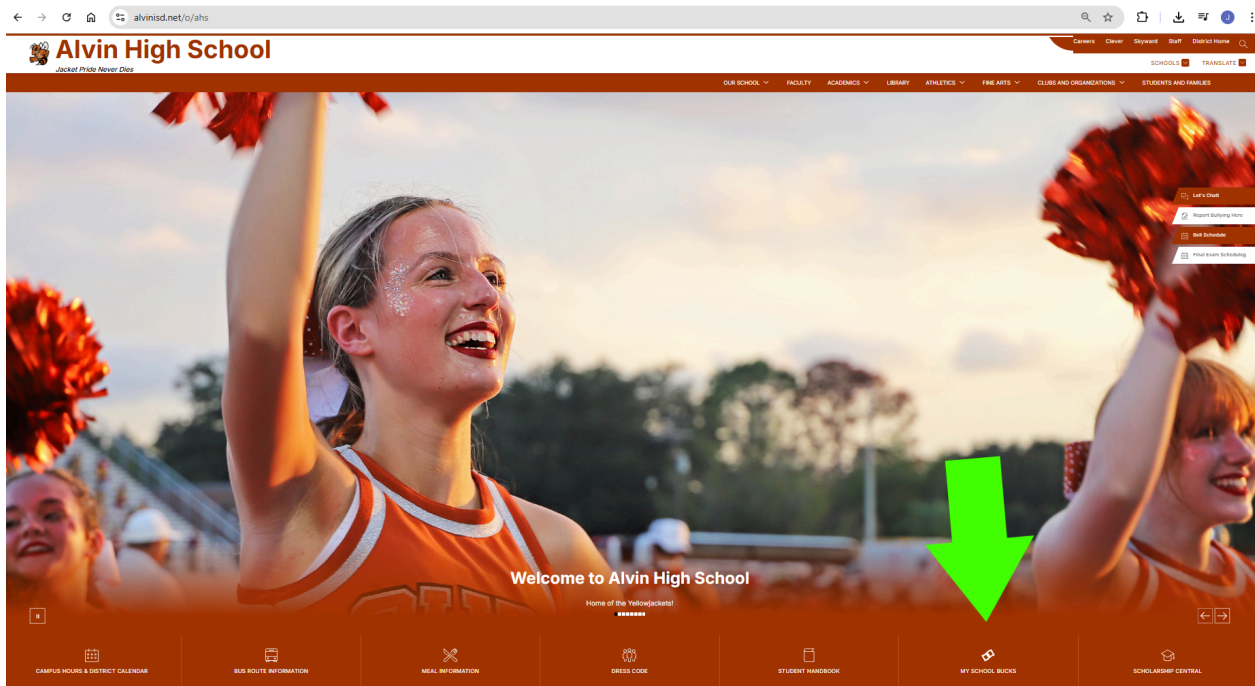 alvinisd.net/o/ahs
J
Alvin High School
Jacket Pride Never Dies
Careers Clever Skyward Staff District Home
SCHOOLS TRANSLATE
OUR SCHOOL FACULTY ACADEMICS LIBRARY ATHLETICS FINE ARTS CLUBS AND ORGANIZATIONS STUDENTS AND FAMILIES
Let's Chat!
Report Bullying Here
Bell Schedule
Final Exam Scheduleg
Welcome to Alvin High School
Home of the Yellowjackets!
CAMPUS HOURS & DISTRICT CALENDAR BUS ROUTE INFORMATION MEAL INFORMATION DRESS CODE STUDENT HANDBOOK MY SCHOOL BUCKS SCHOLARSHIP CENTRAL